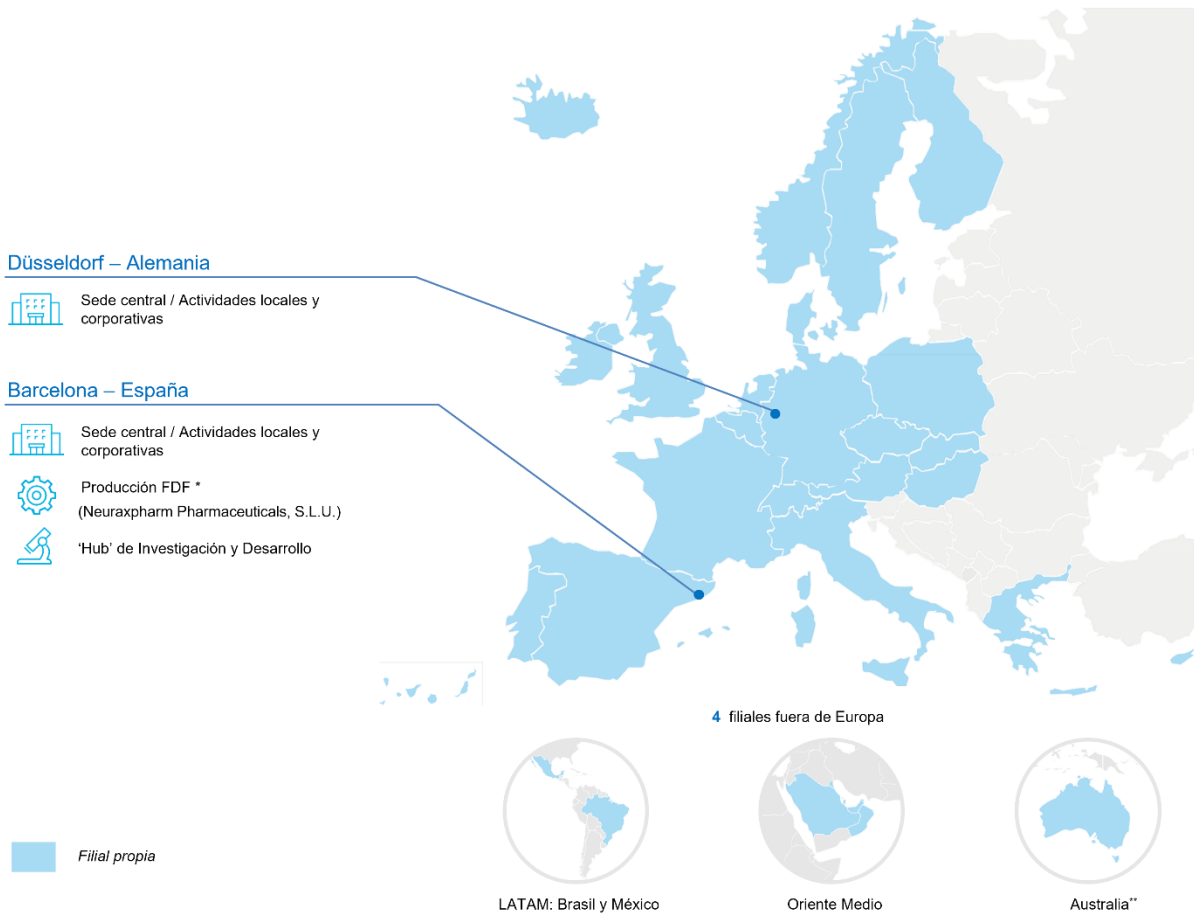 Düsseldorf – Alemania
Sede central / Actividades locales y
corporativas
Barcelona – España
Sede central / Actividades locales y
corporativas
Producción FDF *
(Neuraxpharm Pharmaceuticals, S.L.U.)
‘Hub’ de Investigación y Desarrollo
4 filiales fuera de Europa
Filial propia
LATAM: Brasil y México
Oriente Medio
Australia**